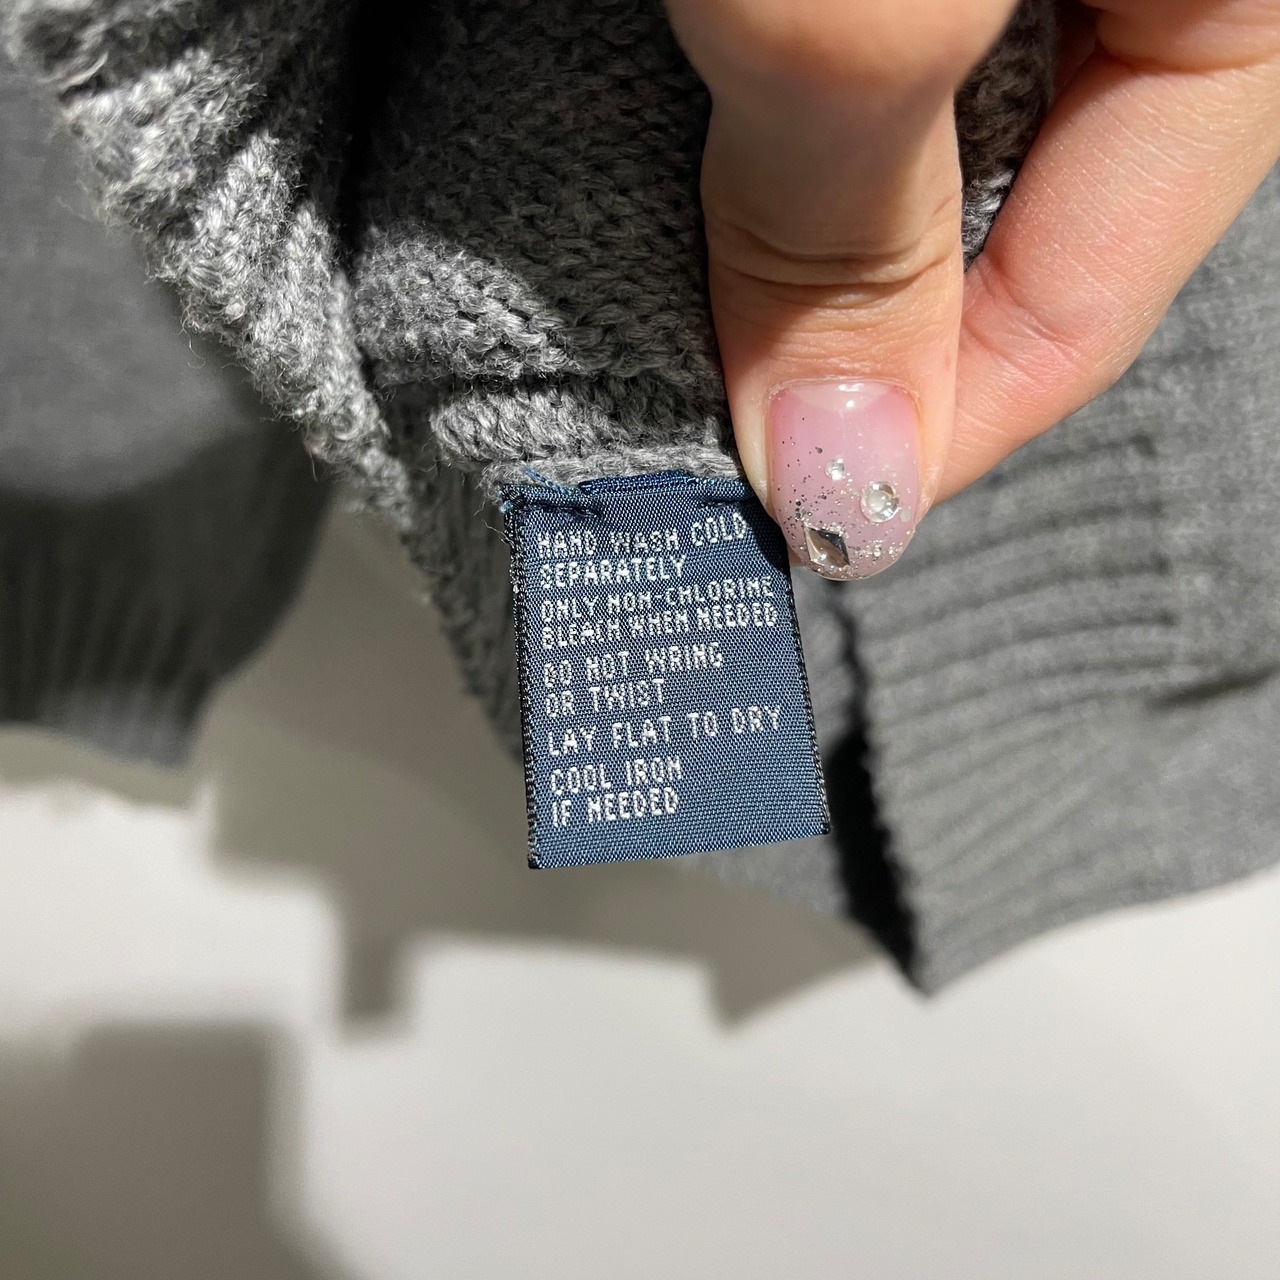 HAND WASH COLD
SEPARATELY
ONLY NON-CHLORINE
BLEACH WHEN NEEDED
DO NOT WRING
OR TWIST
LAY FLAT TO DRY
COOL IRON
IF NEEDED